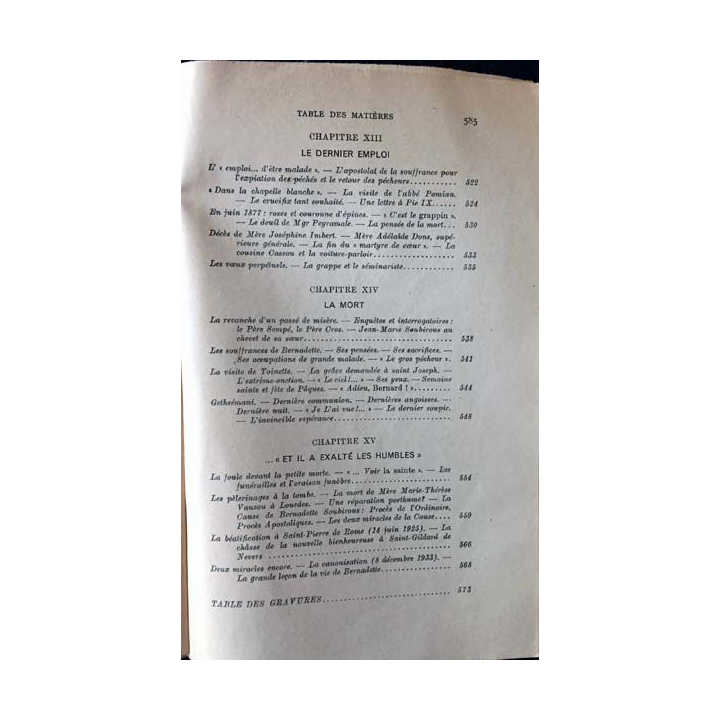 TABLE DES MATIÈRES 585
CHAPITRE XIII
LE DERNIER EMPLOI
L' « emploi... d'être malade ». — L'apostolat de la souffrance pour
l'expiation des péchés et le retour des pécheurs........... 522
« Dans la chapelle blanche ». — La visite de l'abbé Pomian.
— Le crucifix tant souhaité. — Une lettre à Pie IX..... 524
En juin 1877 : roses et couronne d'épines. — « C'est le grappin ».
— Le deuil de Mgr Peyramale. — La pensée de la mort... 530
Décès de Mère Joséphine Imbert. — Mère Adélaïde Dons, supé-
rieure générale. — La fin du « martyre de cœur ». — La
cousine Casson et la voiture-parloir.................... 533
Les vœux perpétuels. — La grappe et le séminariste............ 535
CHAPITRE XIV
LA MORT
La revanche d'un passé de misère. — Enquêtes et interrogatoires :
le Père Sempé, le Père Cros. — Jean-Marie Soubirous au
chevet de sa sœur................................... 538
Les souffrances de Bernadette. — Ses pensées. — Ses sacrifices. —
Ses occupations de grande malade. — « Le gros pécheur ». 541
La visite de Toinette. — La grâce demandée à saint Joseph. —
L'extrême-onction. — « Le ciel !... » — Ses yeux. — Semaine
sainte et fête de Pâques. — « Adieu, Bernard ! »......... 544
Gethsémani. — Dernière communion. — Dernières angoisses. —
Dernière nuit. — « Je L'ai vue !... » — Le dernier soupir.
— L'invincible espérance............................. 548
CHAPITRE XV
... « ET IL A EXALTÉ LES HUMBLES »
La foule devant la petite morte. — « ... Voir la sainte ». — Les
funérailles et l'oraison funèbre........................ 554
Les pèlerinages à la tombe. — La mort de Mère Marie-Thérèse
Vauzou à Lourdes. — Une réparation posthume? — La
Cause de Bernadette Soubirous : Procès de l'Ordinaire,
Procès Apostoliques. — Les deux miracles de la Cause.... 559
La béatification à Saint-Pierre de Rome (14 juin 1925). — La
châsse de la nouvelle bienheureuse à Saint-Gildard de
Nevers ........................................... 566
Deux miracles encore. — La canonisation (8 décembre 1933). —
La grande leçon de la vie de Bernadette................. 568
TABLE DES GRAVURES.............................. 573